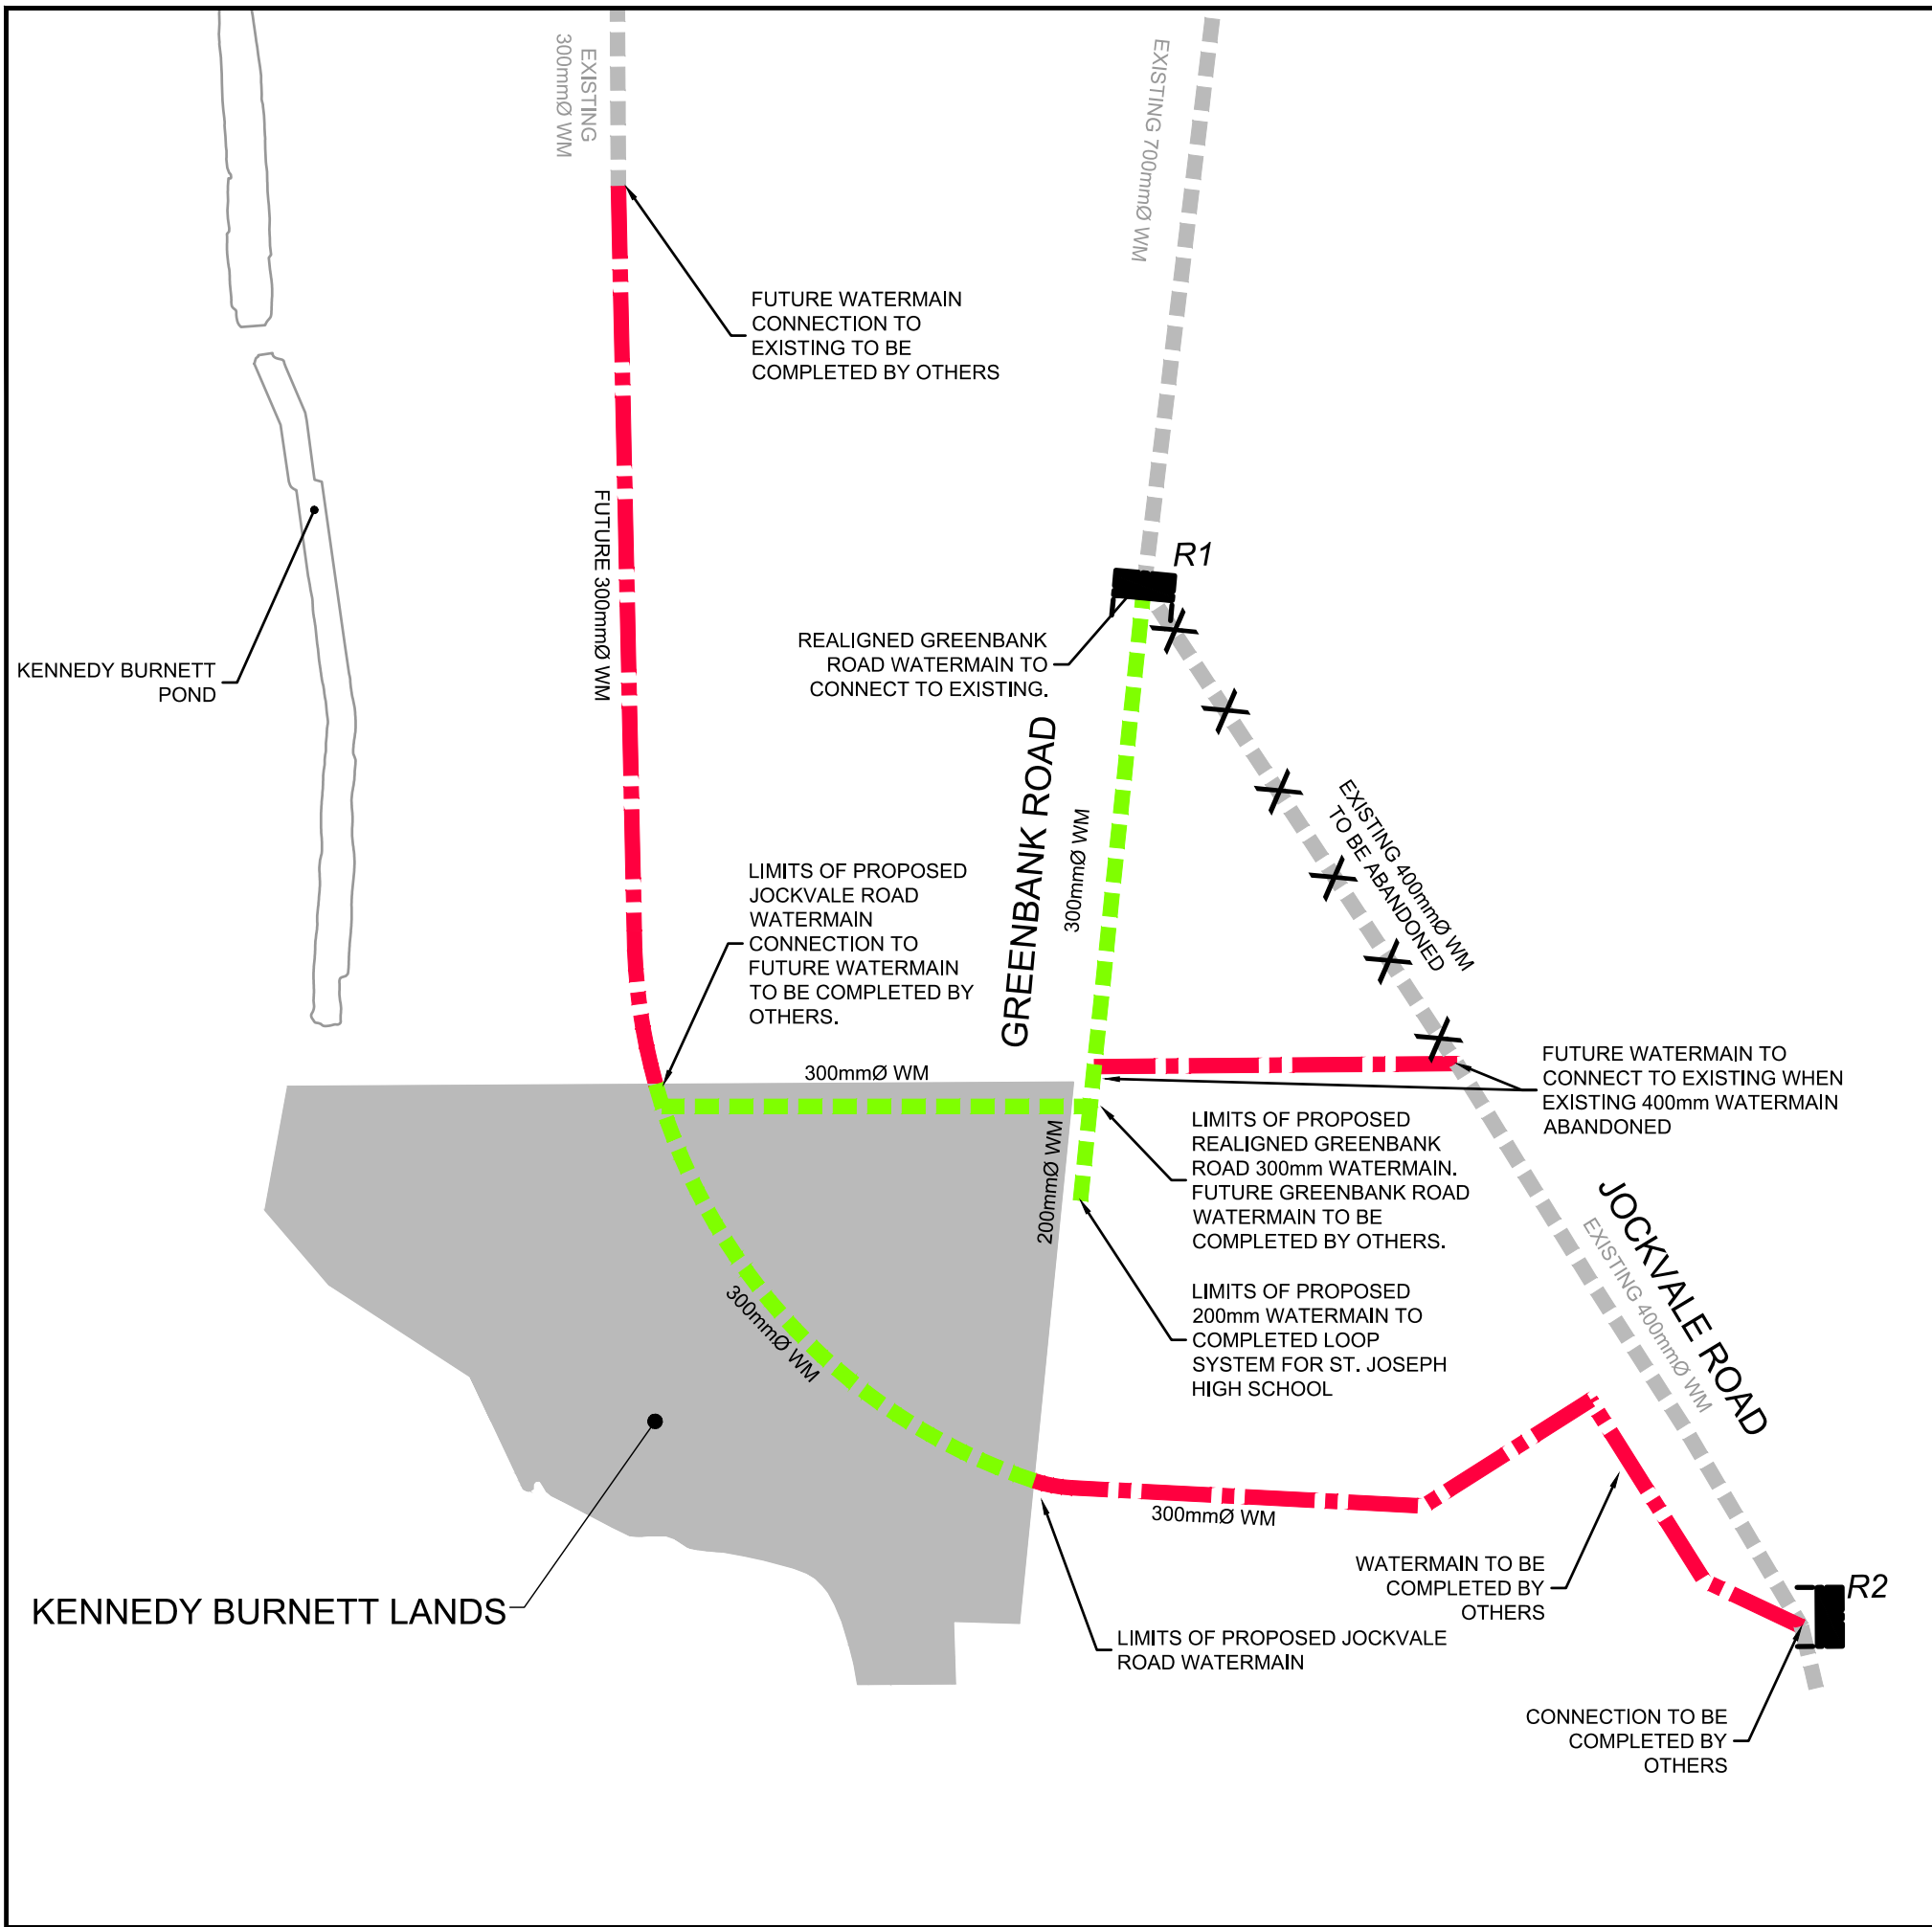 EXISTING
300mmØ WM
EXISTING 700mmØ WM
FUTURE WATERMAIN
CONNECTION TO
EXISTING TO BE
COMPLETED BY OTHERS
FUTURE 300mmØ WM
R1
REALIGNED GREENBANK
ROAD WATERMAIN TO
CONNECT TO EXISTING.
KENNEDY BURNETT
POND
GREENBANK ROAD
300mmØ WM
EXISTING 400mmØ WM
TO BE ABANDONED
LIMITS OF PROPOSED
JOCKVALE ROAD
WATERMAIN
CONNECTION TO
FUTURE WATERMAIN
TO BE COMPLETED BY
OTHERS.
300mmØ WM
FUTURE WATERMAIN TO
CONNECT TO EXISTING WHEN
EXISTING 400mm WATERMAIN
ABANDONED
200mmØ WM
LIMITS OF PROPOSED
REALIGNED GREENBANK
ROAD 300mm WATERMAIN.
FUTURE GREENBANK ROAD
WATERMAIN TO BE
COMPLETED BY OTHERS.
JOCKVALE ROAD
EXISTING 400mmØ WM
LIMITS OF PROPOSED
200mm WATERMAIN TO
COMPLETED LOOP
SYSTEM FOR ST. JOSEPH
HIGH SCHOOL
300mmØ WM
300mmØ WM
WATERMAIN TO BE
COMPLETED BY
OTHERS
R2
KENNEDY BURNETT LANDS
LIMITS OF PROPOSED JOCKVALE
ROAD WATERMAIN
CONNECTION TO BE
COMPLETED BY
OTHERS